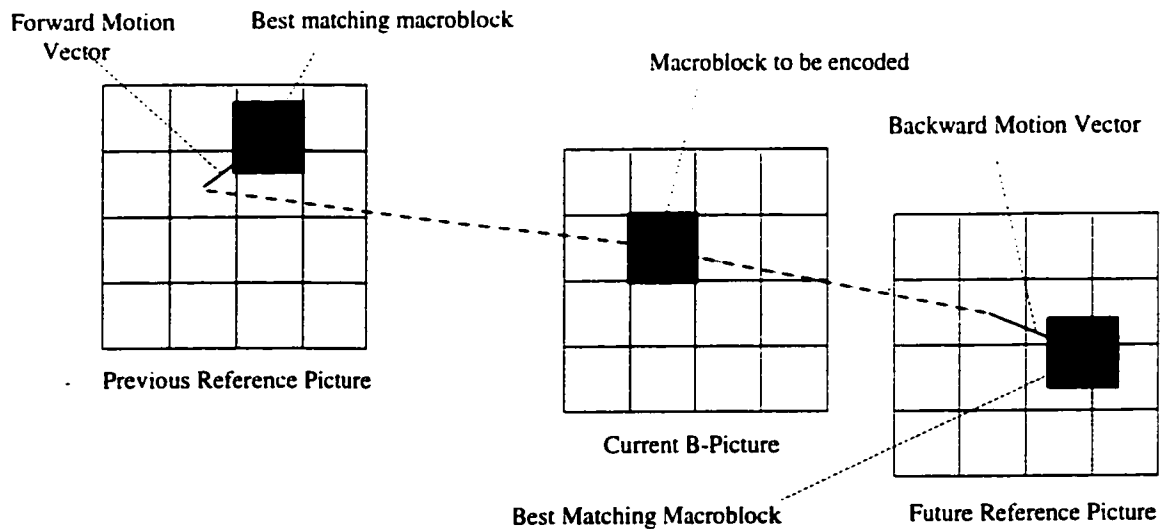 Forward Motion
Vector
Best matching macroblock
Macroblock to be encoded
Backward Motion Vector
Previous Reference Picture
Current B-Picture
Best Matching Macroblock
Future Reference Picture